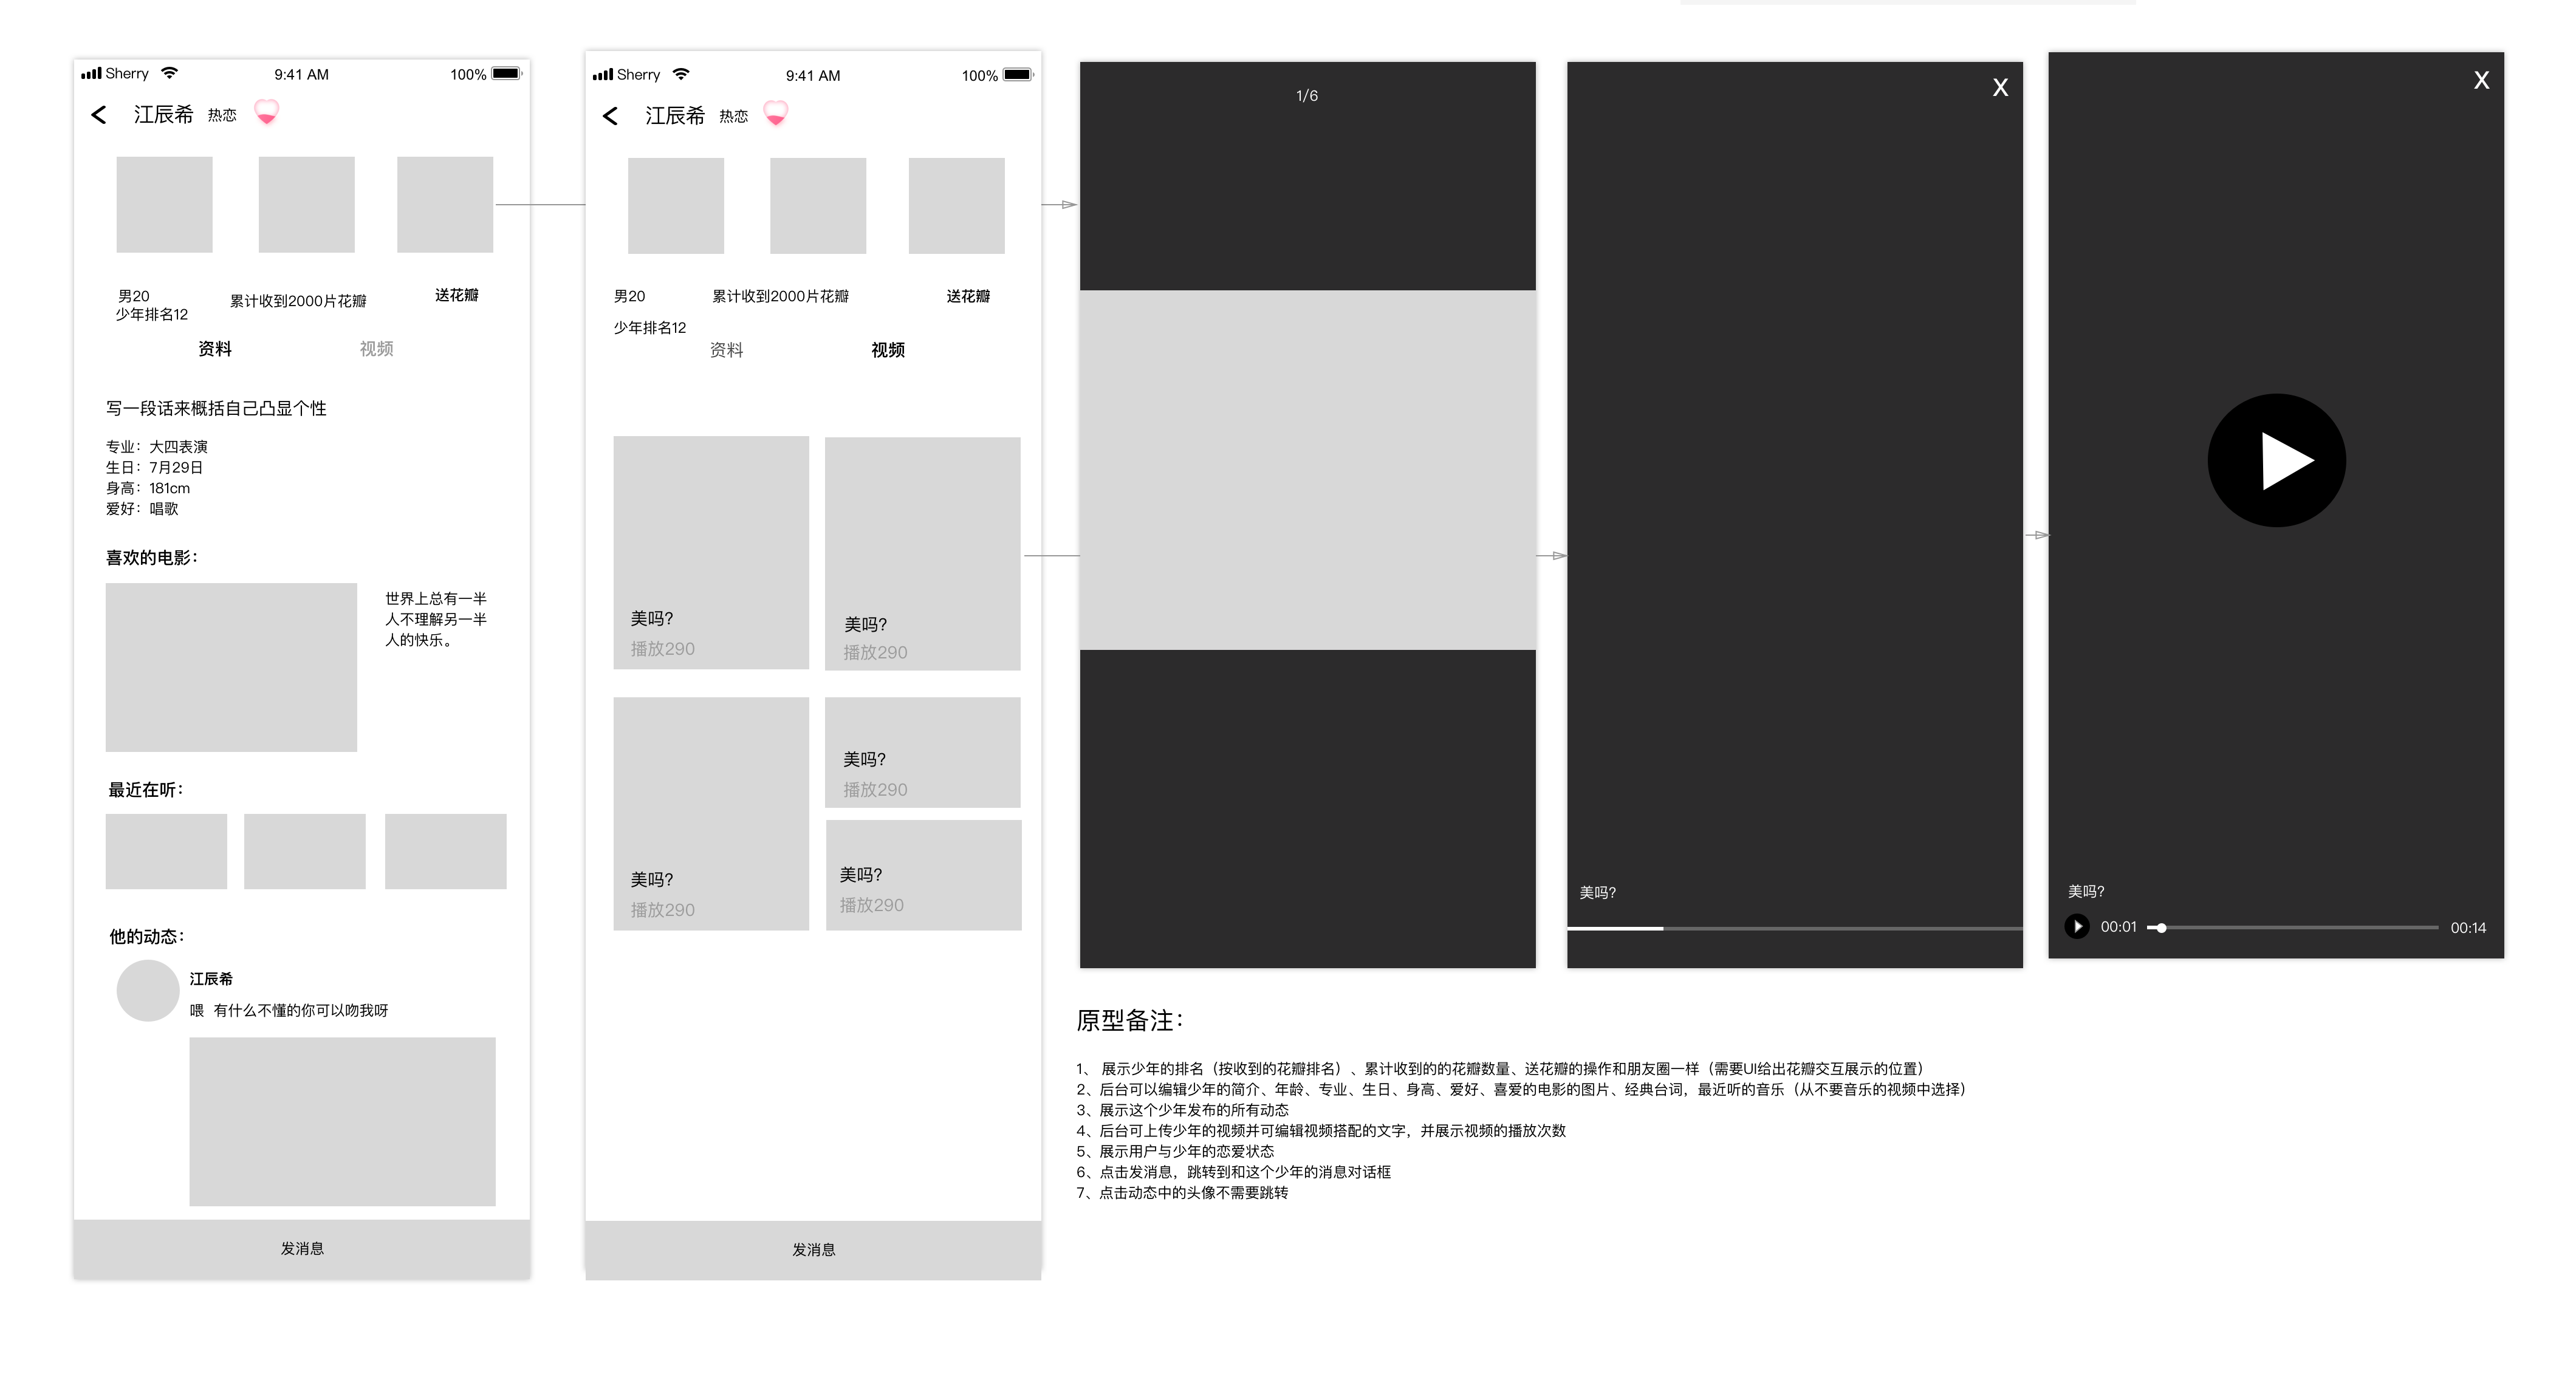 Sherry 9:41 AM 100%
江辰希 热恋
男20
少年排名12
累计收到2000片花瓣
送花瓣
资料 视频
写一段话来概括自己凸显个性
专业：大四表演
生日：7月29日
身高：181cm
爱好：唱歌
喜欢的电影：
世界上总有一半
人不理解另一半
人的快乐。
最近在听：
他的动态：
江辰希
喂 有什么不懂的你可以吻我呀
发消息
Sherry 9:41 AM 100%
江辰希 热恋
男20
累计收到2000片花瓣
送花瓣
少年排名12
资料 视频
美吗?
播放290
美吗?
播放290
美吗?
播放290
美吗?
播放290
美吗?
播放290
发消息
1/6
X
美吗?
X
美吗?
00:01 00:14
原型备注：
1、 展示少年的排名（按收到的花瓣排名）、累计收到的的花瓣数量、送花瓣的操作和朋友圈一样（需要UI给出花瓣交互展示的位置）
2、后台可以编辑少年的简介、年龄、专业、生日、身高、爱好、喜爱的电影的图片、经典台词，最近听的音乐（从不要音乐的视频中选择）
3、展示这个少年发布的所有动态
4、后台可上传少年的视频并可编辑视频搭配的文字，并展示视频的播放次数
5、展示用户与少年的恋爱状态
6、点击发消息，跳转到和这个少年的消息对话框
7、点击动态中的头像不需要跳转